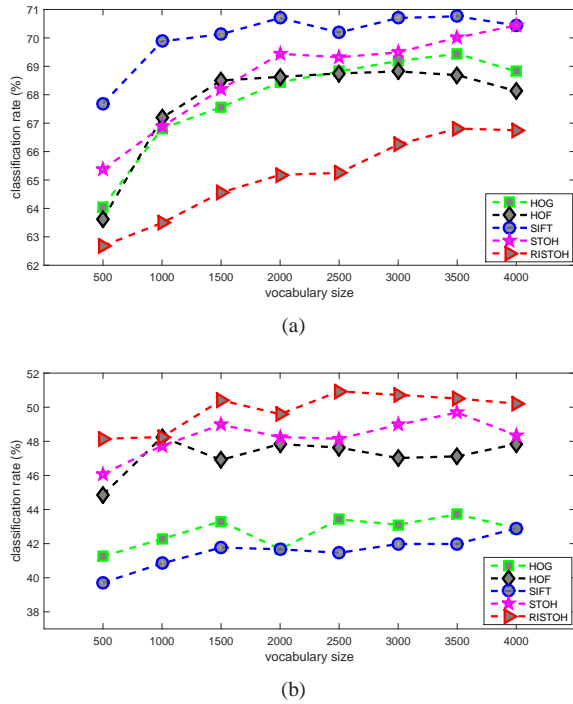 71
70
69
68
67
66
65
64
63
62
classification rate (%)
500 1000 1500 2000 2500 3000 3500 4000
vocabulary size
HOG
HOF
SIFT
STOH
RISTOH
(a)
52
50
48
46
44
42
40
38
classification rate (%)
500 1000 1500 2000 2500 3000 3500 4000
vocabulary size
HOG
HOF
SIFT
STOH
RISTOH
(b)